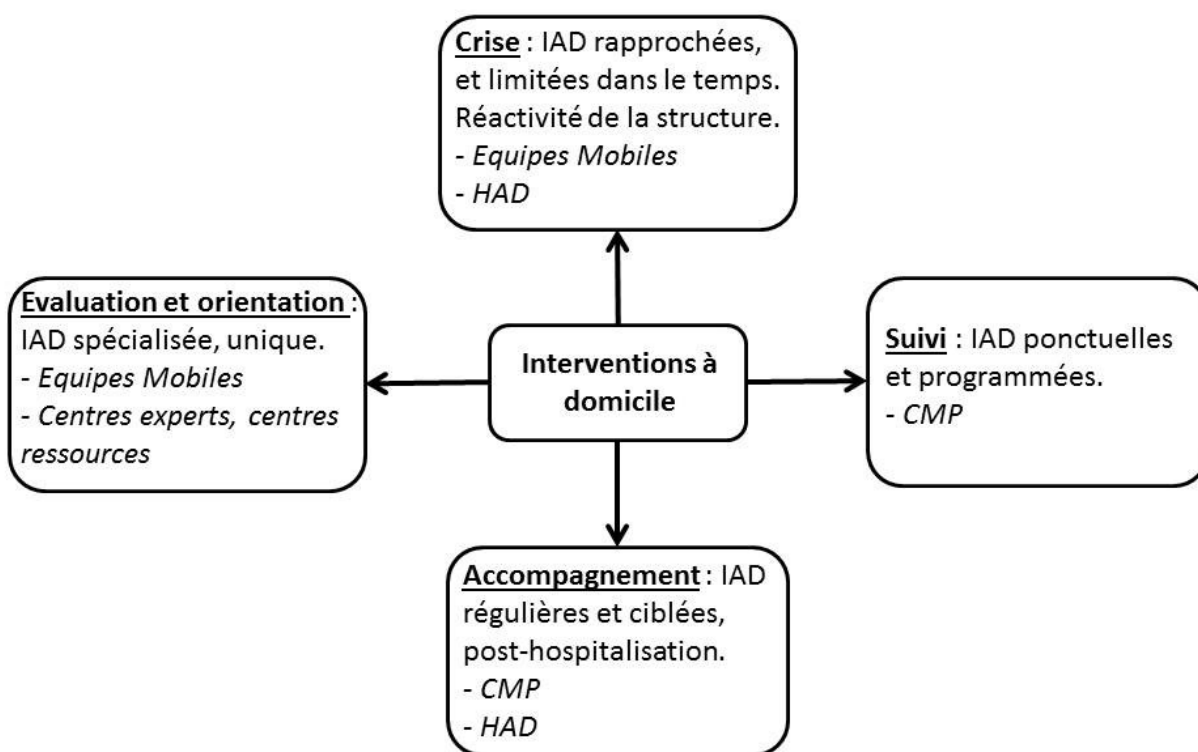 Crise : IAD rapprochées,
et limitées dans le temps.
Réactivité de la structure.
- Equipes Mobiles
- HAD
Evaluation et orientation :
IAD spécialisée, unique.
- Equipes Mobiles
- Centres experts, centres
ressources
Interventions à
domicile
Suivi : IAD ponctuelles
et programmées.
- CMP
Accompagnement : IAD
régulières et ciblées,
post-hospitalisation.
- CMP
- HAD